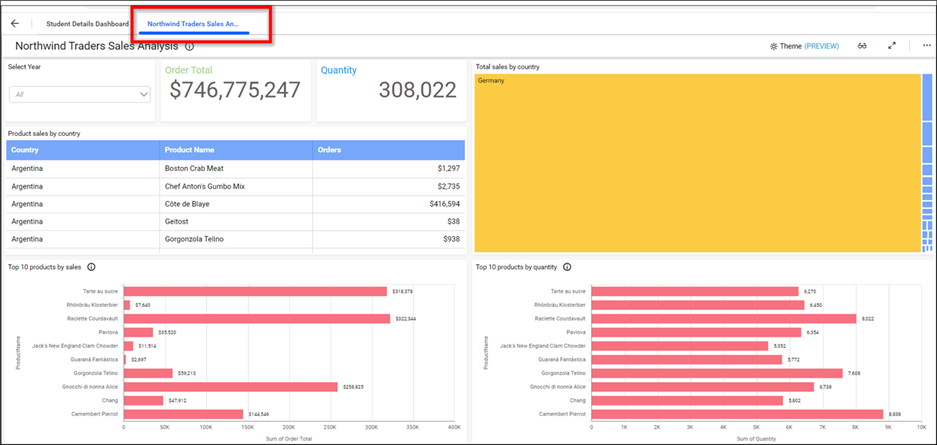 Student Details Dashboard
Northwind Traders Sales An...
Northwind Traders Sales Analysis
Theme (PREVIEW)
Select Year
All
Order Total
$746,775,247
Quantity
308,022
Total sales by country
Germany
Product sales by country
Country Product Name Orders
Argentina Boston Crab Meat $1,297
Argentina Chef Anton's Gumbo Mix $2,735
Argentina Côte de Blaye $416,594
Argentina Geitost $38
Argentina Gorgonzola Telino $938
Top 10 products by sales
ProductName
Tarte au sucre $318,376
Rhönbräu Klosterbier $7,640
Raclette Courdavault $322,344
Pavlova $35,520
Jack's New England Clam Chowder $11,514
Guaraná Fantástica $2,697
Gorgonzola Telino $59,213
Gnocchi di nonna Alice $258,825
Chang $47,912
Camembert Pierrot $144,546
0 50K 100K 150K 200K 250K 300K 350K 400K
Sum of Order Total
Top 10 products by quantity
ProductName
Tarte au sucre 6,270
Rhönbräu Klosterbier 6,450
Raclette Courdavault 8,022
Pavlova 6,354
Jack's New England Clam Chowder 5,352
Guaraná Fantástica 5,772
Gorgonzola Telino 7,608
Gnocchi di nonna Alice 6,738
Chang 5,802
Camembert Pierrot 8,838
0 1K 2K 3K 4K 5K 6K 7K 8K 9K 10K
Sum of Quantity